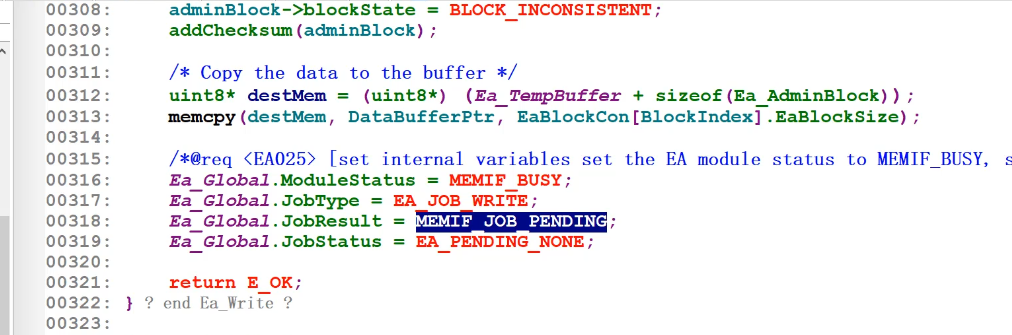 00308: adminBlock->blockState = BLOCK_INCONSISTENT;
00309: addChecksum(adminBlock);
00310:
00311: /* Copy the data to the buffer */
00312: uint8* destMem = (uint8*) (Ea_TempBuffer + sizeof(Ea_AdminBlock));
00313: memcpy(destMem, DataBufferPtr, EaBlockCon[BlockIndex].EaBlockSize);
00314:
00315: /*@req <EA025> [set internal variables set the EA module status to MEMIF_BUSY, s
00316: Ea_Global.ModuleStatus = MEMIF_BUSY;
00317: Ea_Global.JobType = EA_JOB_WRITE;
00318: Ea_Global.JobResult = MEMIF_JOB_PENDING;
00319: Ea_Global.JobStatus = EA_PENDING_NONE;
00320:
00321: return E_OK;
00322: } ? end Ea_Write ?
00323: